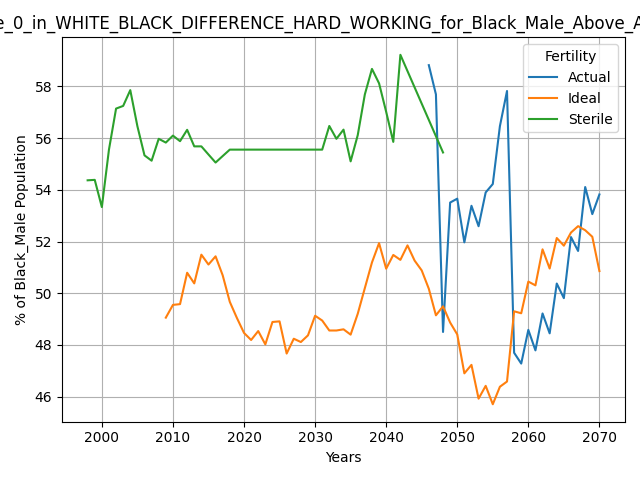 e_0_in_WHITE_BLACK_DIFFERENCE_HARD_WORKING_for_Black_Male_Above_A
Fertility
Actual
Ideal
Sterile
% of Black_Male Population
58
56
54
52
50
48
46
2000 2010 2020 2030 2040 2050 2060 2070
Years